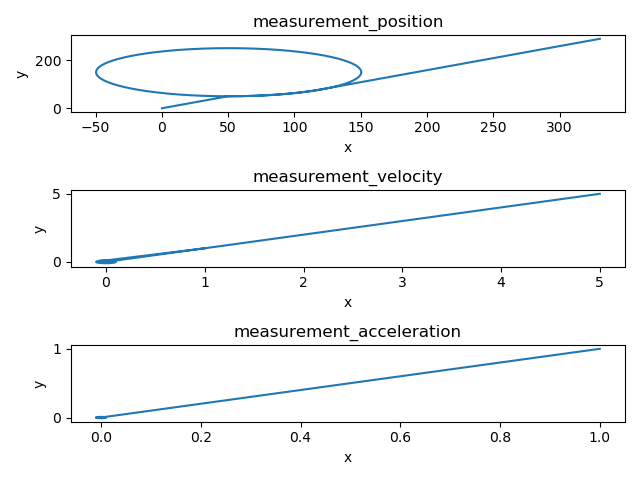 measurement_position
y
200
0
−50 0 50 100 150 200 250 300
x
measurement_velocity
y
5
0
0 1 2 3 4 5
x
measurement_acceleration
y
1
0
0.0 0.2 0.4 0.6 0.8 1.0
x